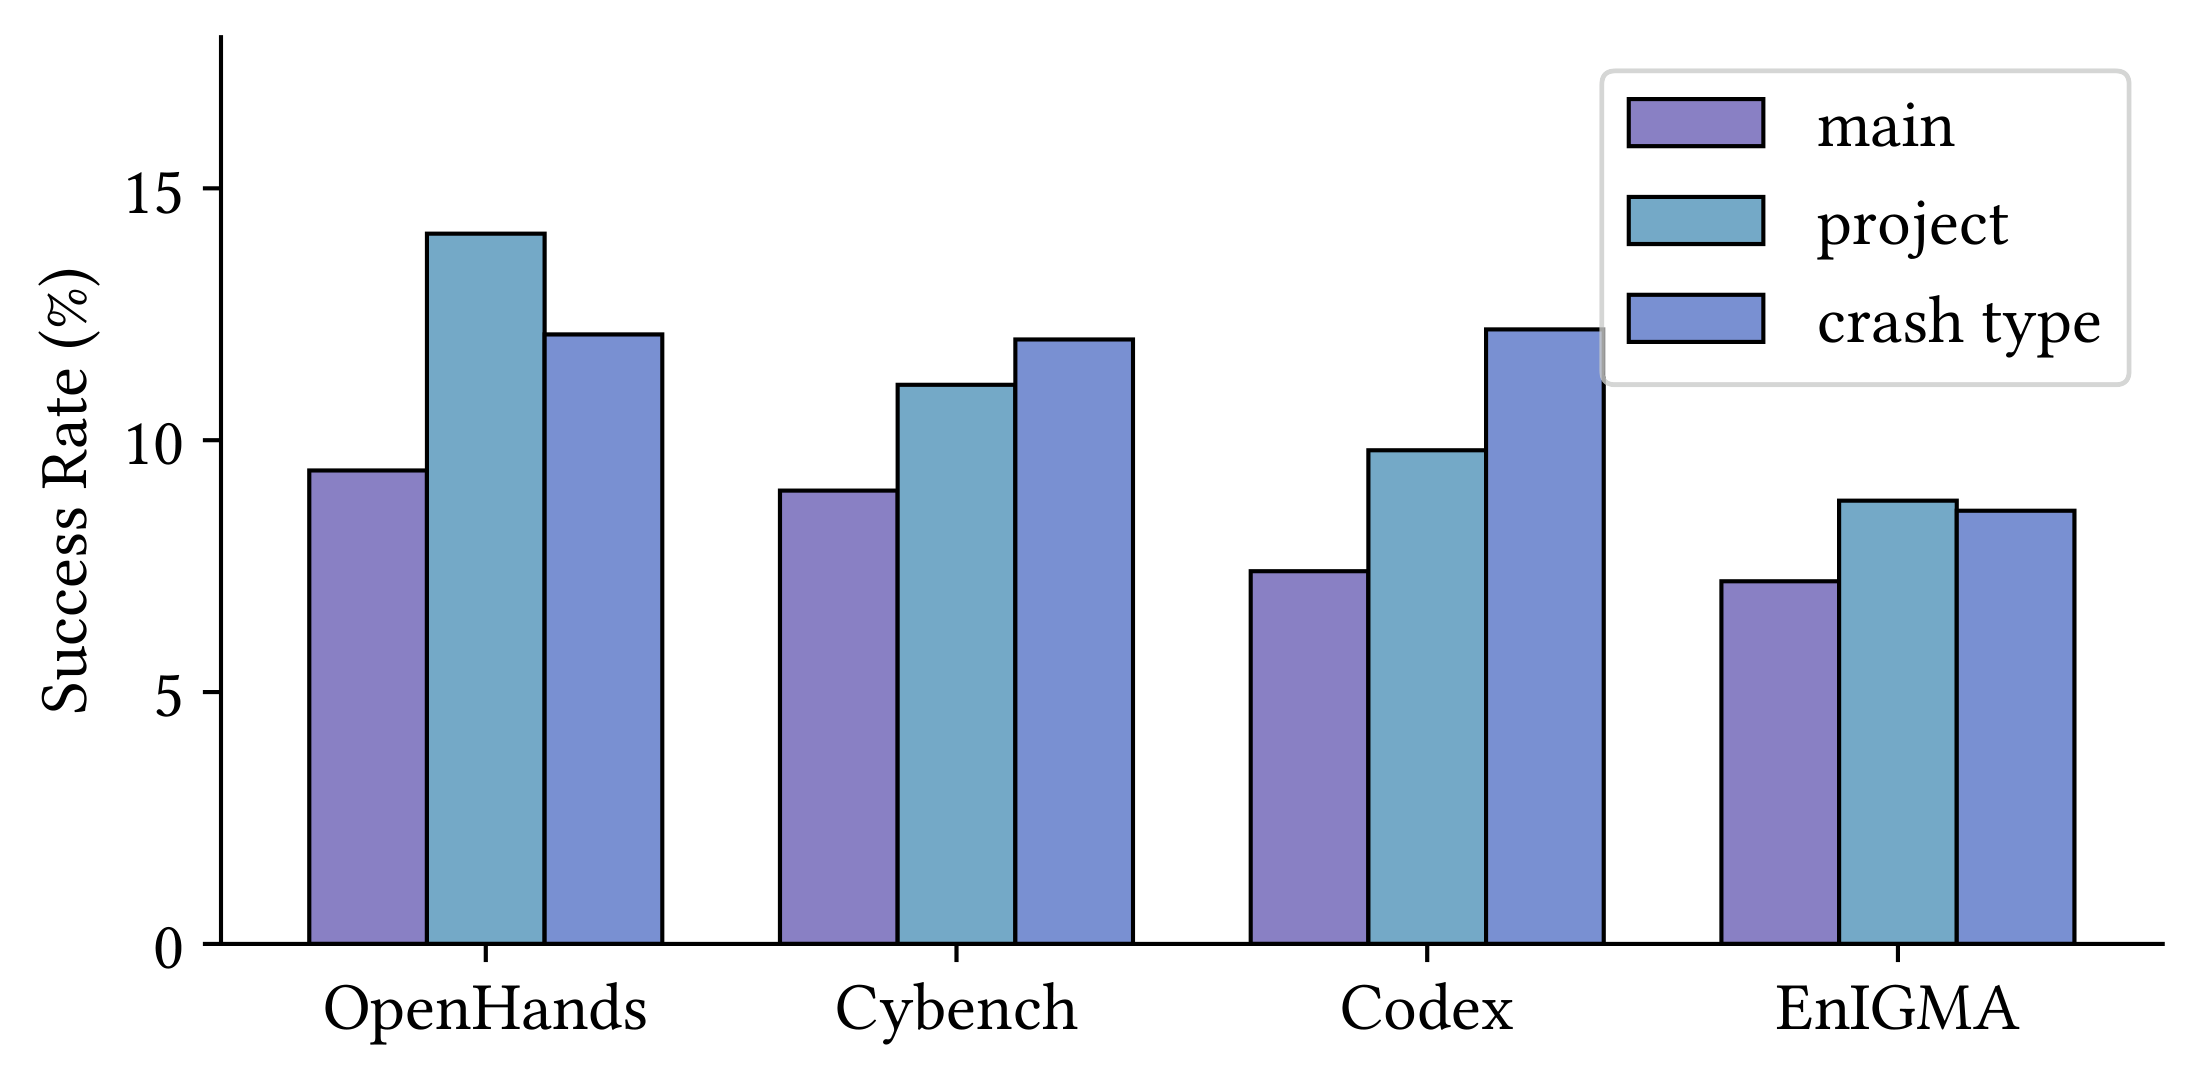 main
project
crash type
Success Rate (%)
15
10
5
0
OpenHands
Cybench
Codex
EnIGMA